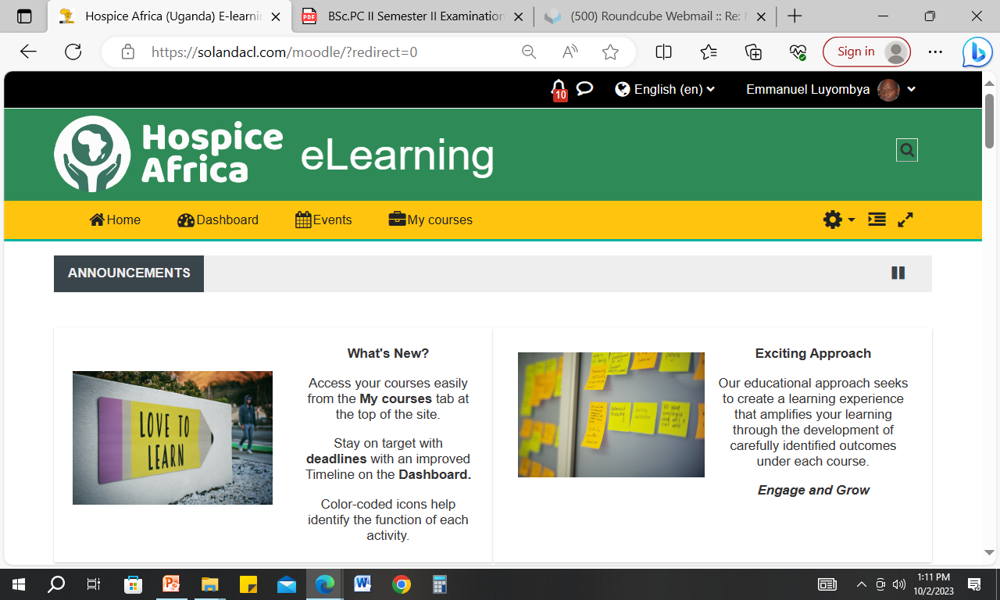 Hospice Africa (Uganda) E-learni
BSc.PC II Semester II Examination
(500) Roundcube Webmail :: Re:
https://solandacl.com/moodle/?redirect=0
Sign in
10
English (en)
Emmanuel Luyombya
Hospice
Africa
eLearning
Home
Dashboard
Events
My courses
ANNOUNCEMENTS
LOVE TO
LEARN
What's New?
Access your courses easily
from the My courses tab at
the top of the site.
Stay on target with
deadlines with an improved
Timeline on the Dashboard.
Color-coded icons help
identify the function of each
activity.
Exciting Approach
Our educational approach seeks
to create a learning experience
that amplifies your learning
through the development of
carefully identified outcomes
under each course.
Engage and Grow
1:11 PM
10/2/2023